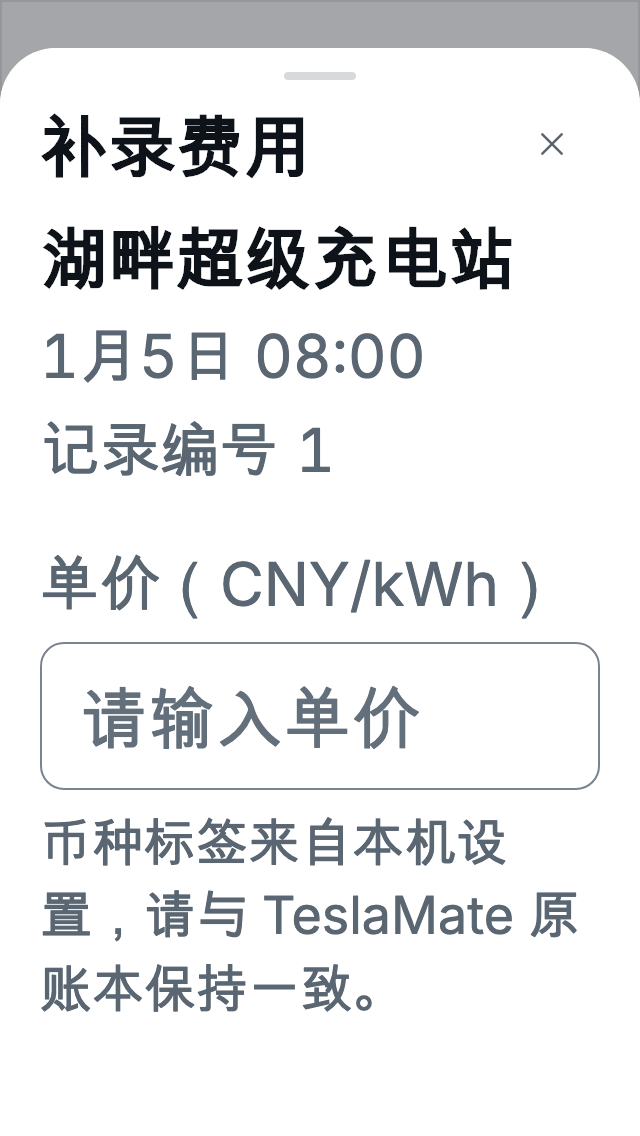 补录费用
湖畔超级充电站
1月5日 08:00
记录编号 1
单价（CNY/kWh）
请输入单价
币种标签来自本机设
置，请与 TeslaMate 原
账本保持一致。